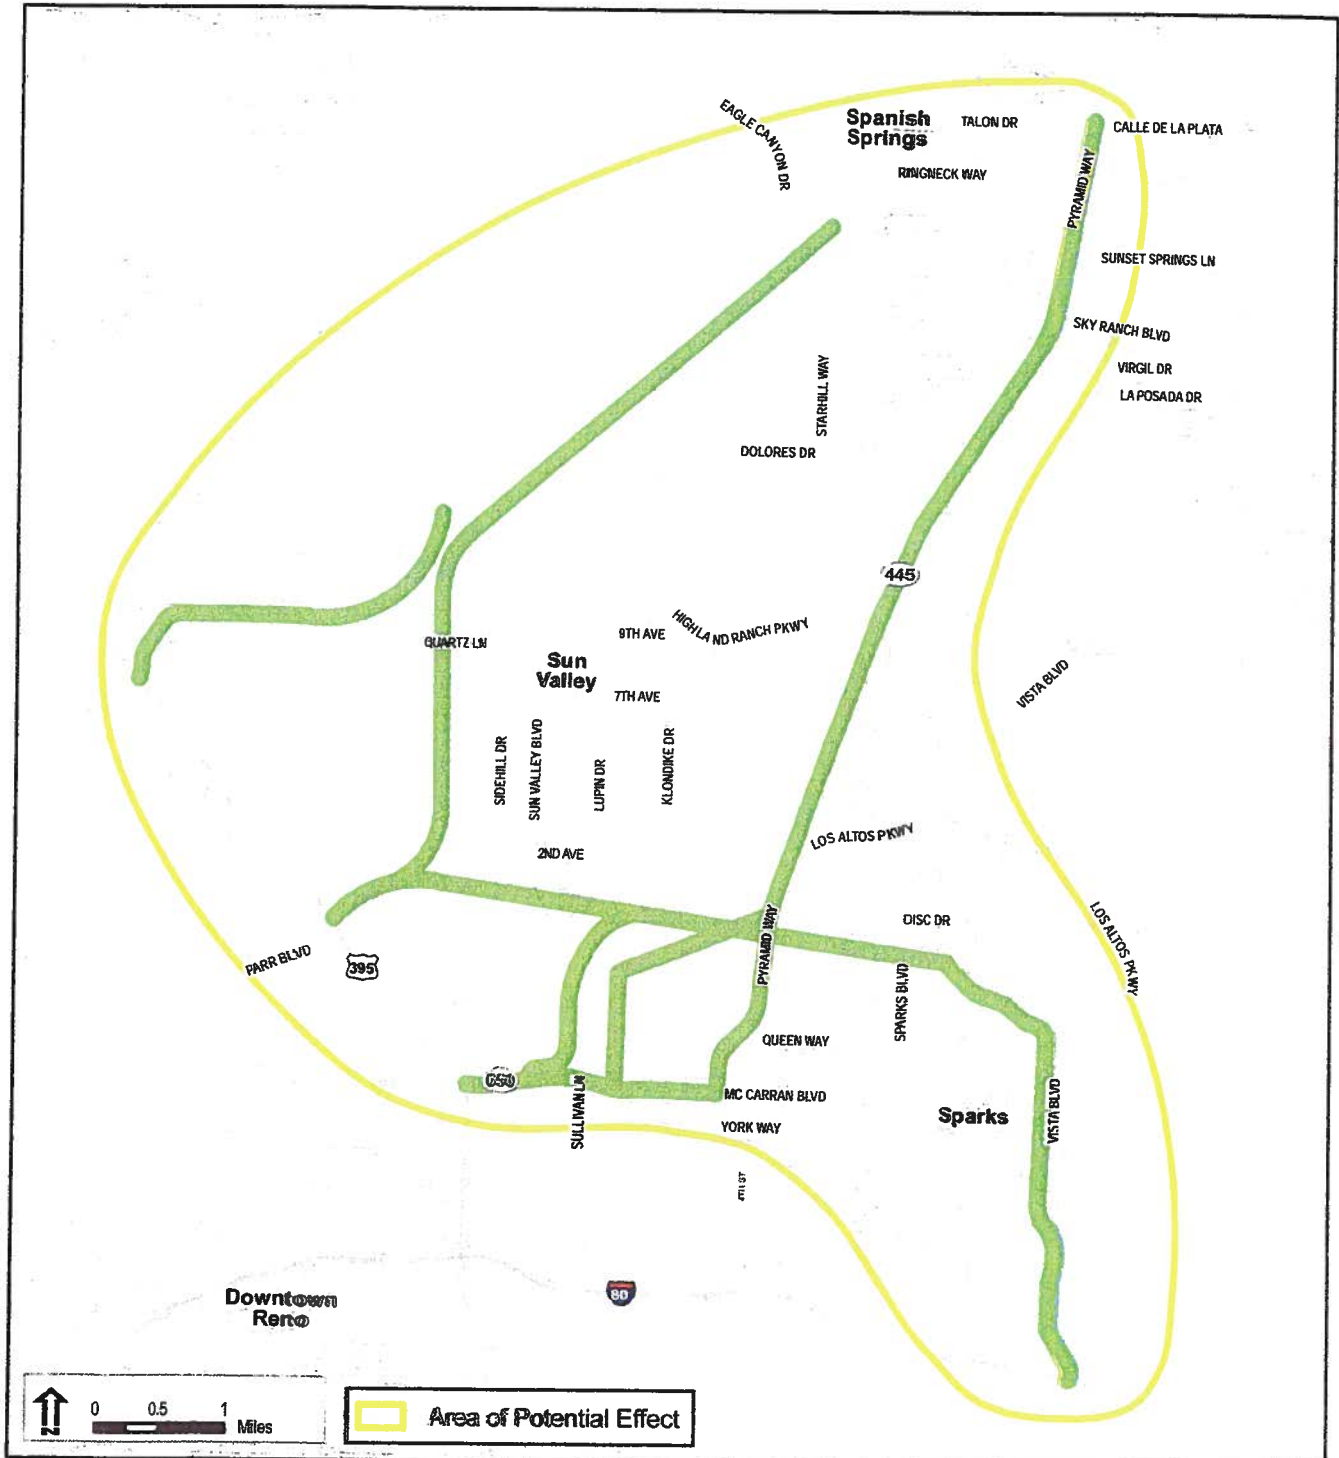 EAGLE CANYON DR
Spanish
Springs
TALON DR
CALLE DE LA PLATA
RINGNECK WAY
PYRAMID WAY
SUNSET SPRINGS LN
SKY RANCH BLVD
VIRGIL DR
LA POSADA DR
STARHILL WAY
DOLORES DR
445
QUARTZ LN
9TH AVE
HIGHLAND RANCH PKWY
Sun
Valley
7TH AVE
VISTA BLVD
SIDEHILL DR
SUN VALLEY BLVD
LUPIN DR
KLONDIKE DR
LOS ALTOS PKWY
2ND AVE
PARR BLVD
395
PYRAMID WAY
DISC DR
LOS ALTOS PKWY
SPARKS BLVD
QUEEN WAY
SULLIVAN LN
MC CARRAN BLVD
YORK WAY
Sparks
VISTA BLVD
80
Downtown
Reno
N
0 0.5 1
Miles
Area of Potential Effect